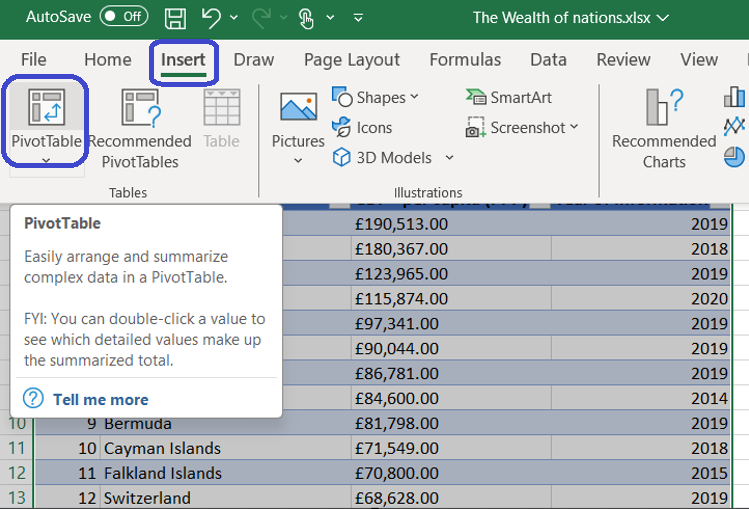 AutoSave Off The Wealth of nations.xlsx
File Home Insert Draw Page Layout Formulas Data Review View
PivotTable
Recommended PivotTables
Table
Tables
Pictures
Shapes
Icons
3D Models
SmartArt
Screenshot
Illustrations
Recommended Charts
PivotTable
Easily arrange and summarize
complex data in a PivotTable.
FYI: You can double-click a value to
see which detailed values make up
the summarized total.
Tell me more
£190,513.00 2019
£180,367.00 2018
£123,965.00 2019
£115,874.00 2020
£97,341.00 2019
£90,044.00 2019
£86,781.00 2019
£84,600.00 2014
10 9 Bermuda £81,798.00 2019
11 10 Cayman Islands £71,549.00 2018
12 11 Falkland Islands £70,800.00 2015
13 12 Switzerland £68,628.00 2019